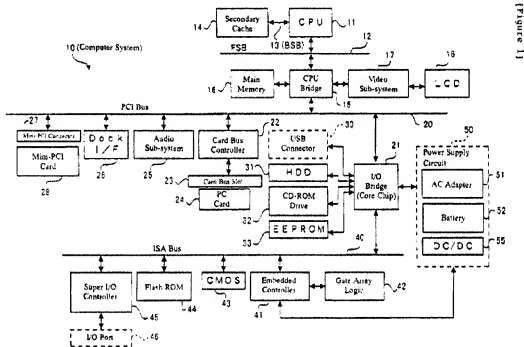 [Figure 1]
Secondary
Cache
14
CPU
11
13 (BSB)
10 (Computer System)
FSB
12
17
18
Main
Memory
16
CPU
Bridge
15
Video
Sub-system
LCD
PCI Bus
20
27
Mini-PCI Connector
Mini-PCI
Card
28
Dock
I/F
26
Audio
Sub-system
25
Card Bus
Controller
22
23
Card Bus Slot
24
PC
Card
30
USB
Connector
31
HDD
CD-ROM
Drive
32
EEPROM
33
21
I/O
Bridge
(Core Chip)
50
Power Supply
Circuit
51
AC Adapter
52
Battery
55
DC/DC
ISA Bus
40
Super I/O
Controller
45
I/O Port
46
Flash ROM
44
CMOS
43
Embedded
Controller
41
Gate Array
Logic
42